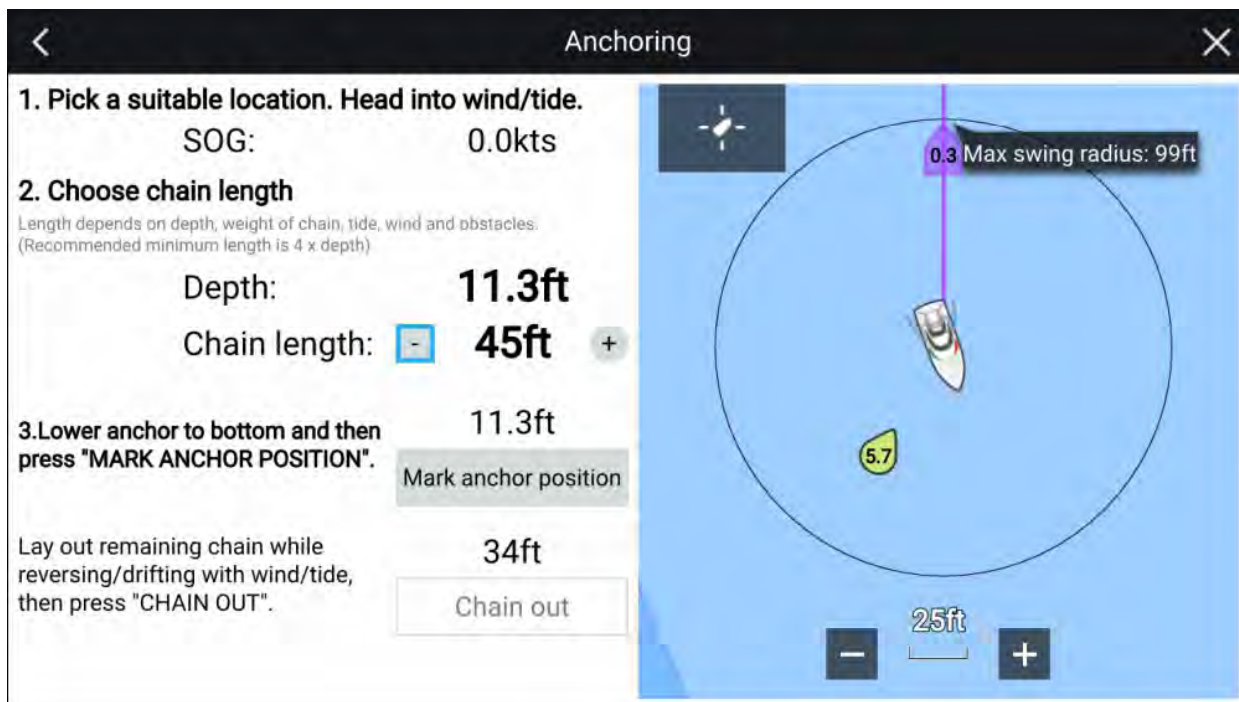 Anchoring
1. Pick a suitable location. Head into wind/tide.
SOG: 0.0kts
2. Choose chain length
Length depends on depth, weight of chain, tide, wind and obstacles.
(Recommended minimum length is 4 x depth)
Depth: 11.3ft
Chain length: - 45ft +
3.Lower anchor to bottom and then
press "MARK ANCHOR POSITION".
11.3ft
Mark anchor position
Lay out remaining chain while
reversing/drifting with wind/tide,
then press "CHAIN OUT".
34ft
Chain out
0.3 Max swing radius: 99ft
5.7
25ft